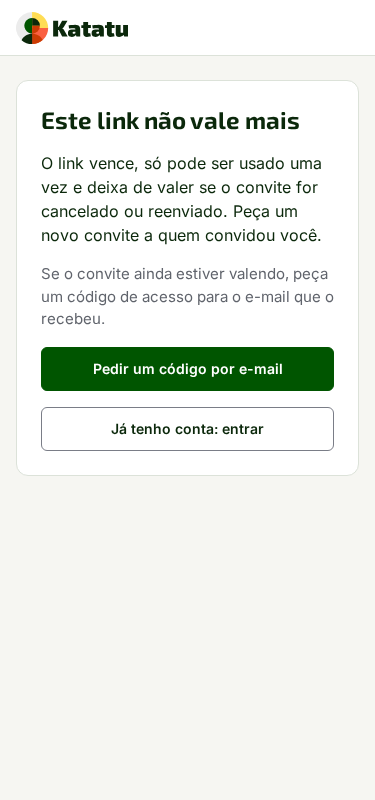 Katatu
Este link não vale mais
O link vence, só pode ser usado uma
vez e deixa de valer se o convite for
cancelado ou reenviado. Peça um
novo convite a quem convidou você.
Se o convite ainda estiver valendo, peça
um código de acesso para o e-mail que o
recebeu.
Pedir um código por e-mail
Já tenho conta: entrar